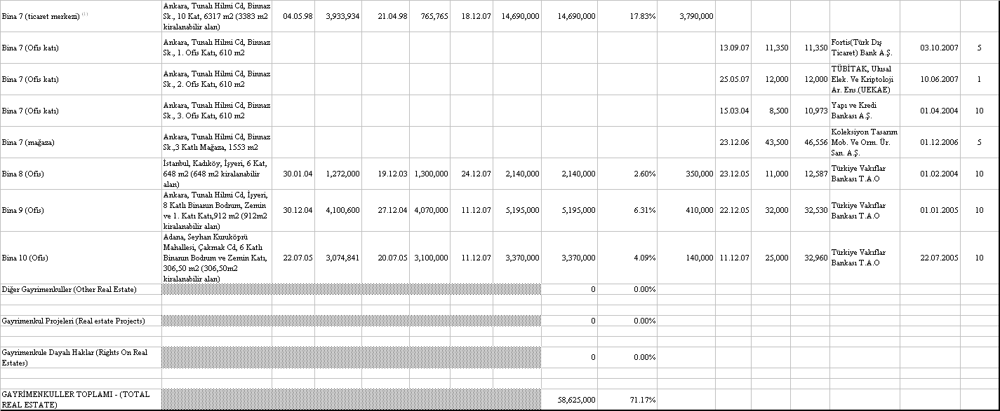 Bina 7 (ticaret merkezi) (1) Ankara, Tunalı Hilmi Cd, Binnaz Sk., 10 Kat, 6317 m2 (3383 m2 kiralanabilir alan) 04.05.98 3,933,934 21.04.98 765,765 18.12.07 14,690,000 14,690,000 17.83% 3,790,000
Bina 7 (Ofis katı) Ankara, Tunalı Hilmi Cd, Binnaz Sk., 1. Ofis Katı, 610 m2 13.09.07 11,350 11,350 Fortis(Türk Dış Ticaret) Bank A.Ş. 03.10.2007 5
Bina 7 (Ofis katı) Ankara, Tunalı Hilmi Cd, Binnaz Sk., 2. Ofis Katı, 610 m2 25.05.07 12,000 12,000 TÜBİTAK, Ulusal Elek. Ve Kriptoloji Ar. Ens.(UEKAE) 10.06.2007 1
Bina 7 (Ofis katı) Ankara, Tunalı Hilmi Cd, Binnaz Sk., 3. Ofis Katı, 610 m2 15.03.04 8,500 10,973 Yapı ve Kredi Bankası A.Ş. 01.04.2004 10
Bina 7 (mağaza) Ankara, Tunalı Hilmi Cd, Binnaz Sk.,3 Katlı Mağaza, 1553 m2 23.12.06 43,500 46,556 Koleksiyon Tasarım Mob. Ve Orm. Ür. San. A.Ş. 01.12.2006 5
Bina 8 (Ofis) İstanbul, Kadıköy, İşyeri, 6 Kat, 648 m2 (648 m2 kiralanabilir alan) 30.01.04 1,272,000 19.12.03 1,300,000 24.12.07 2,140,000 2,140,000 2.60% 350,000 23.12.05 11,000 12,587 Türkiye Vakıflar Bankası T.A.O 01.02.2004 10
Bina 9 (Ofis) Ankara, Tunalı Hilmi Cd, İşyeri, 8 Katlı Binanın Bodrum, Zemin ve 1. Katı Katı,912 m2 (912m2 kiralanabilir alan) 30.12.04 4,100,600 27.12.04 4,070,000 11.12.07 5,195,000 5,195,000 6.31% 410,000 22.12.05 32,000 32,530 Türkiye Vakıflar Bankası T.A.O 01.01.2005 10
Bina 10 (Ofis) Adana, Seyhan Kuruköprü Mahallesi, Çakmak Cd, 6 Katlı Binanın Bodrum ve Zemin Katı, 306,50 m2 (306,50m2 kiralanabilir alan) 22.07.05 3,074,841 20.07.05 3,100,000 11.12.07 3,370,000 3,370,000 4.09% 140,000 11.12.07 25,000 32,960 Türkiye Vakıflar Bankası T.A.O 22.07.2005 10
Diğer Gayrimenkuller (Other Real Estate) 0 0.00%
Gayrimenkul Projeleri (Real estate Projects) 0 0.00%
Gayrimenkule Dayalı Haklar (Rights On Real Estates) 0 0.00%
GAYRİMENKULLER TOPLAMI - (TOTAL REAL ESTATE) 58,625,000 71.17%